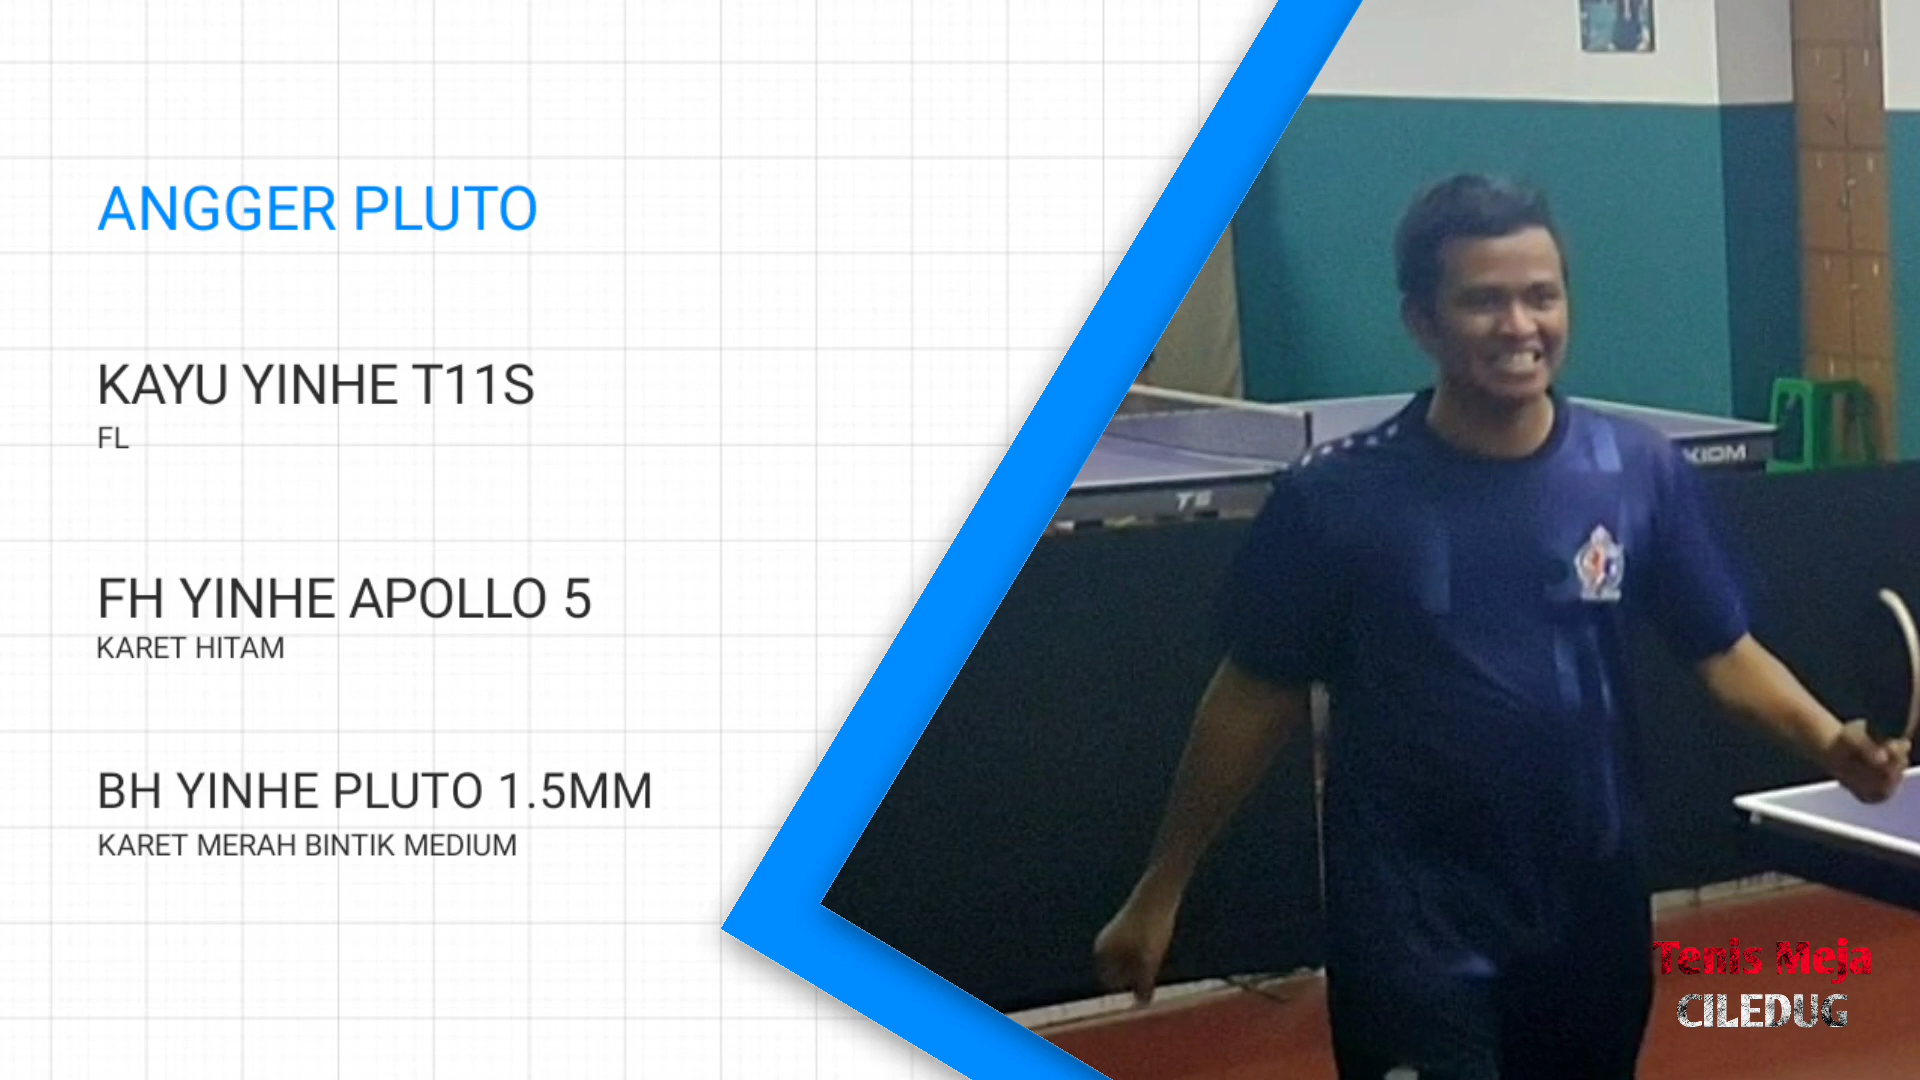 ANGGER PLUTO
KAYU YINHE T11S
FL
FH YINHE APOLLO 5
KARET HITAM
BH YINHE PLUTO 1.5MM
KARET MERAH BINTIK MEDIUM
XIOM
Tenis Meja
CILEDUG